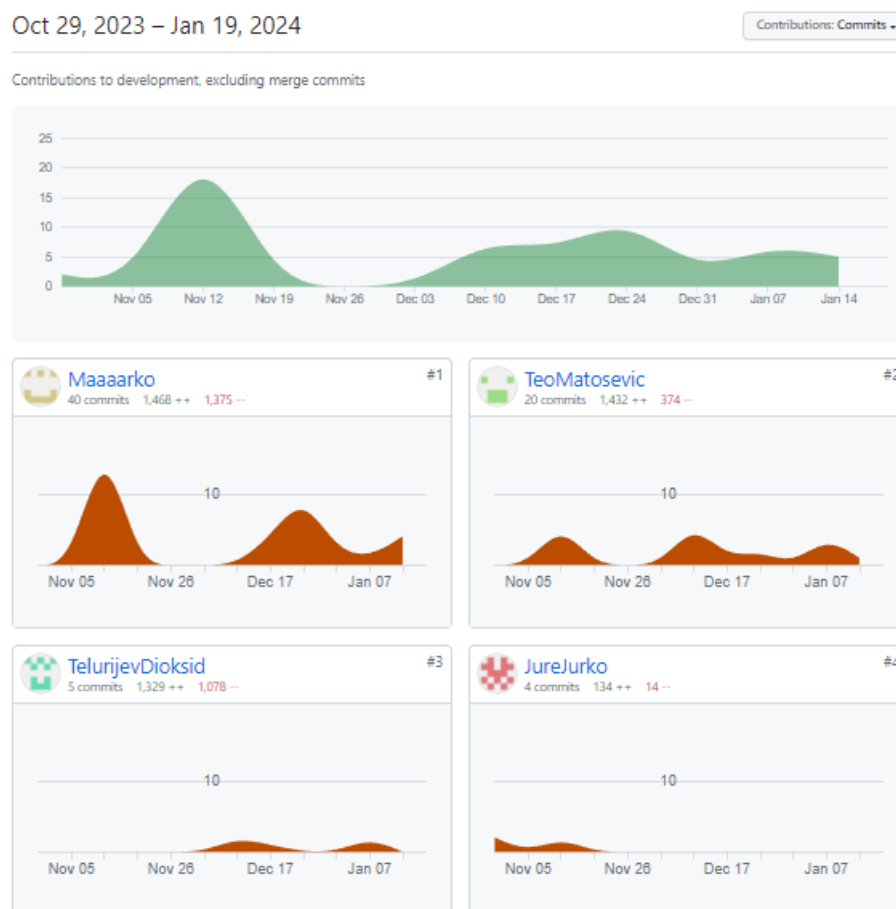 Oct 29, 2023 – Jan 19, 2024
Contributions: Commits
Contributions to development, excluding merge commits
25
20
15
10
5
0
Nov 05 Nov 12 Nov 19 Nov 26 Dec 03 Dec 10 Dec 17 Dec 24 Dec 31 Jan 07 Jan 14
Maaaarko #1
40 commits 1,468 ++ 1,375 --
10
Nov 05 Nov 26 Dec 17 Jan 07
TeoMatosevic #2
20 commits 1,432 ++ 374 --
10
Nov 05 Nov 26 Dec 17 Jan 07
TelurijevDioksid #3
5 commits 1,329 ++ 1,078 --
10
Nov 05 Nov 26 Dec 17 Jan 07
JureJurko #4
4 commits 134 ++ 14 --
10
Nov 05 Nov 26 Dec 17 Jan 07